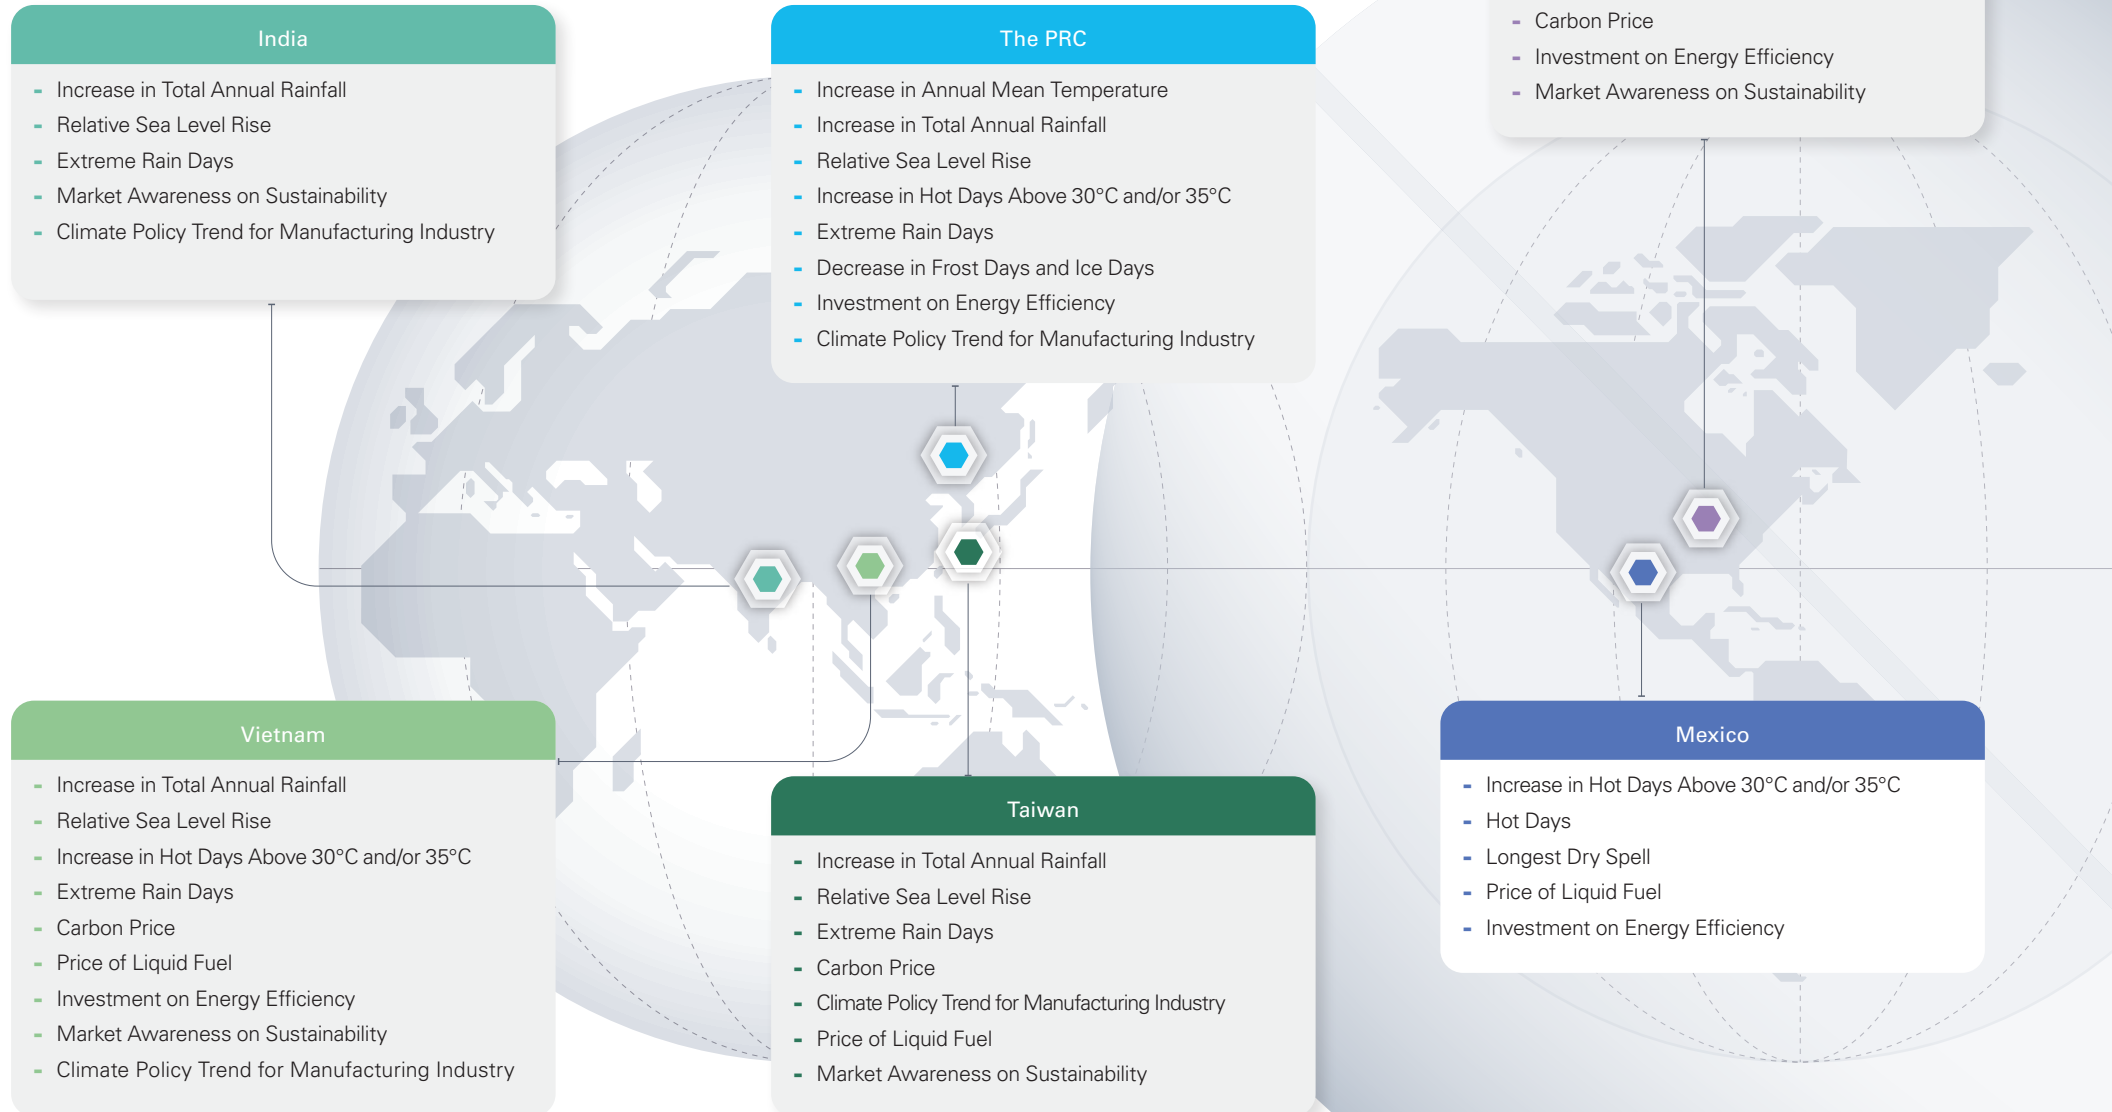 India
- Increase in Total Annual Rainfall
- Relative Sea Level Rise
- Extreme Rain Days
- Market Awareness on Sustainability
- Climate Policy Trend for Manufacturing Industry
The PRC
- Increase in Annual Mean Temperature
- Increase in Total Annual Rainfall
- Relative Sea Level Rise
- Increase in Hot Days Above 30°C and/or 35°C
- Extreme Rain Days
- Decrease in Frost Days and Ice Days
- Investment on Energy Efficiency
- Climate Policy Trend for Manufacturing Industry
- Carbon Price
- Investment on Energy Efficiency
- Market Awareness on Sustainability
Vietnam
- Increase in Total Annual Rainfall
- Relative Sea Level Rise
- Increase in Hot Days Above 30°C and/or 35°C
- Extreme Rain Days
- Carbon Price
- Price of Liquid Fuel
- Investment on Energy Efficiency
- Market Awareness on Sustainability
- Climate Policy Trend for Manufacturing Industry
Taiwan
- Increase in Total Annual Rainfall
- Relative Sea Level Rise
- Extreme Rain Days
- Carbon Price
- Climate Policy Trend for Manufacturing Industry
- Price of Liquid Fuel
- Market Awareness on Sustainability
Mexico
- Increase in Hot Days Above 30°C and/or 35°C
- Hot Days
- Longest Dry Spell
- Price of Liquid Fuel
- Investment on Energy Efficiency